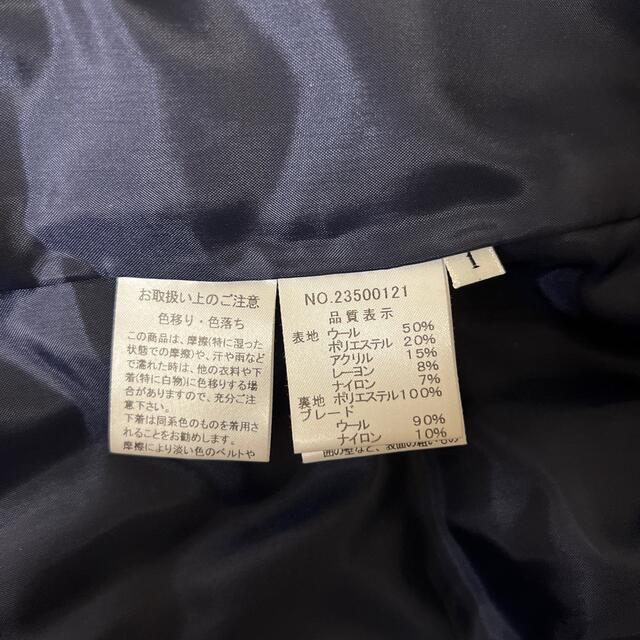 お取扱い上のご注意
色移り・色落ち
この商品は、摩擦(特に湿った
状態での摩擦)や、汗や雨など
で濡れた時は、他の衣料や下
着(特に白物)に色移りする場
合がありますので、充分ご注
意下さい。
下着は同系色のものを着用さ
れることをお勧めします。
摩擦により淡い色のベルトや
NO.23500121
品質表示
表地 ウール 50%
ポリエステル 20%
アクリル 15%
レーヨン 8%
ナイロン 7%
裏地 ポリエステル100%
ブレード
ウール 90%
ナイロン 10%
1